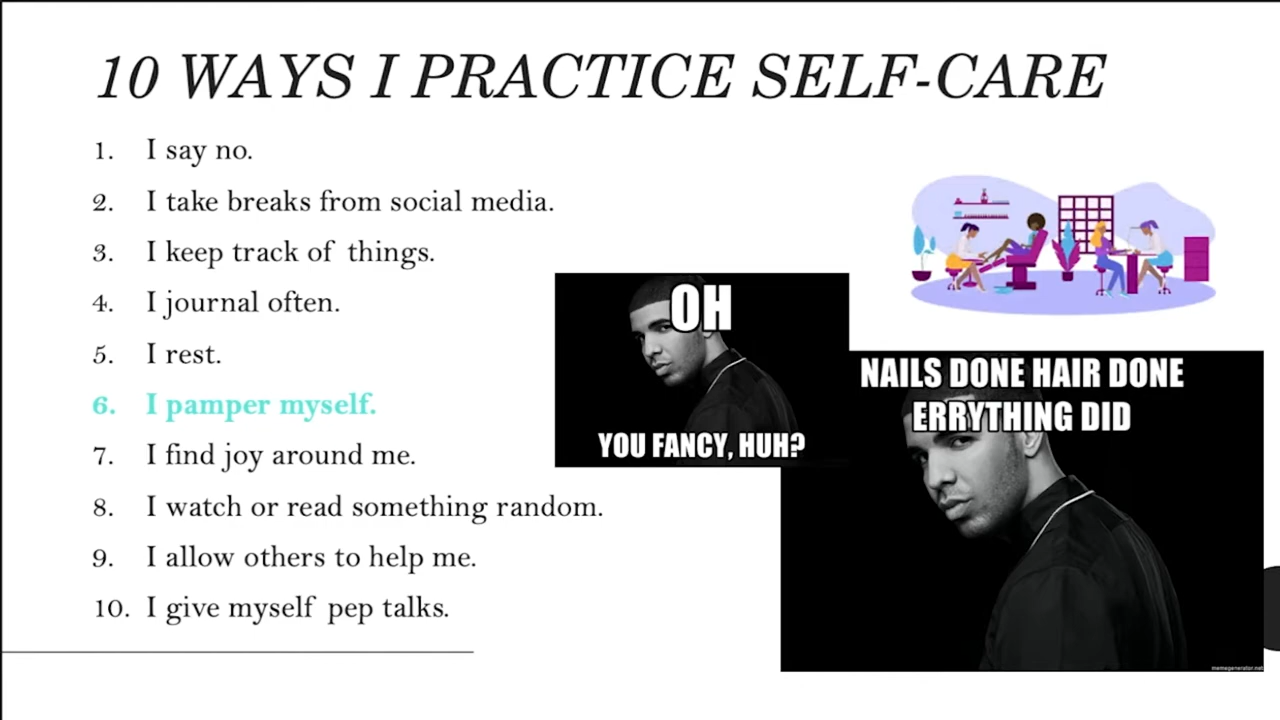 10 WAYS I PRACTICE SELF-CARE
1. I say no.
2. I take breaks from social media.
3. I keep track of things.
4. I journal often.
5. I rest.
6. I pamper myself.
7. I find joy around me.
8. I watch or read something random.
9. I allow others to help me.
10. I give myself pep talks.
OH
YOU FANCY, HUH?
NAILS DONE HAIR DONE
ERRYTHING DID
memegenerator.net